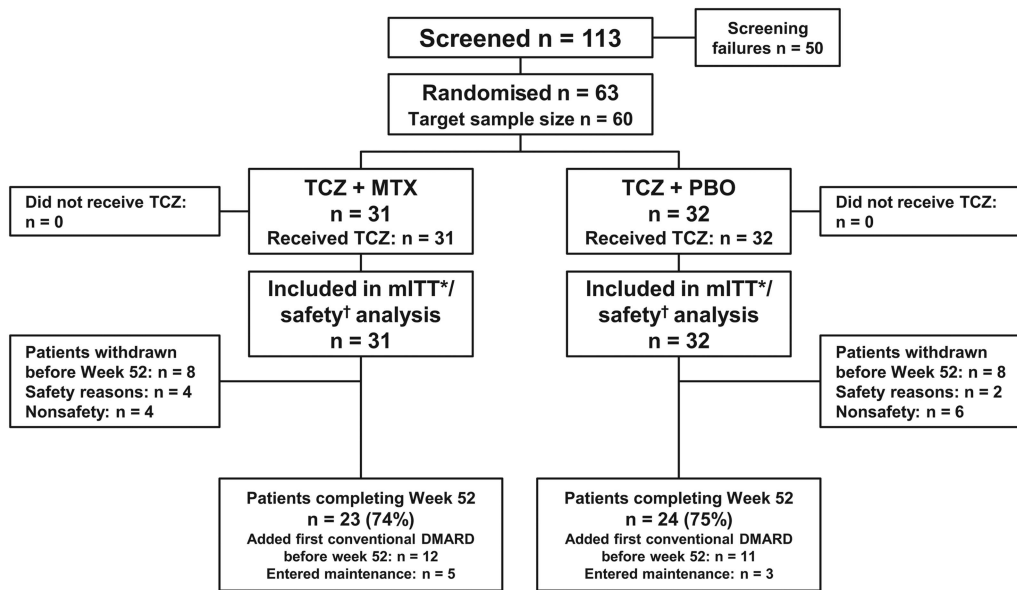 Screened n = 113
Screening
failures n = 50
Randomised n = 63
Target sample size n = 60
Did not receive TCZ:
n = 0
TCZ + MTX
n = 31
Received TCZ: n = 31
TCZ + PBO
n = 32
Received TCZ: n = 32
Did not receive TCZ:
n = 0
Included in mITT*/
safety† analysis
n = 31
Included in mITT*/
safety† analysis
n = 32
Patients withdrawn
before Week 52: n = 8
Safety reasons: n = 4
Nonsafety: n = 4
Patients withdrawn
before Week 52: n = 8
Safety reasons: n = 2
Nonsafety: n = 6
Patients completing Week 52
n = 23 (74%)
Added first conventional DMARD
before week 52: n = 12
Entered maintenance: n = 5
Patients completing Week 52
n = 24 (75%)
Added first conventional DMARD
before week 52: n = 11
Entered maintenance: n = 3